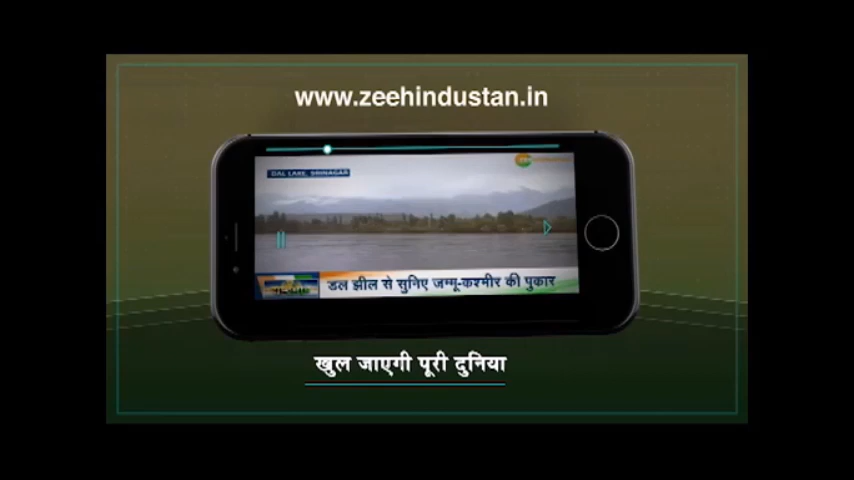 www.zeehindustan.in
DAL LAKE, SRINAGAR
डल झील से सुनिए जम्मू-कश्मीर की पुकार
खुल जाएगी पूरी दुनिया